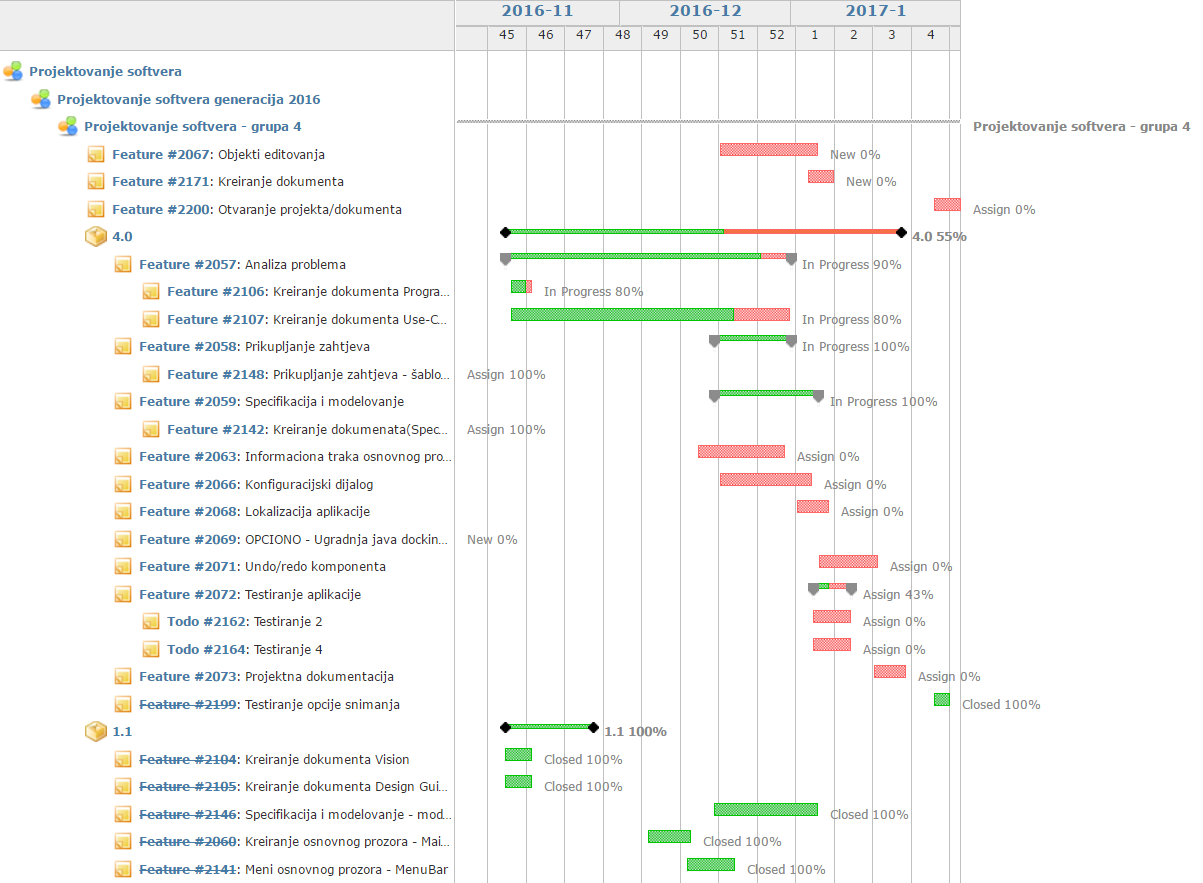 2016-11 2016-12 2017-1
45 46 47 48 49 50 51 52 1 2 3 4
Projektovanje softvera
Projektovanje softvera generacija 2016
Projektovanje softvera - grupa 4 Projektovanje softvera - grupa 4
Feature #2067: Objekti editovanja New 0%
Feature #2171: Kreiranje dokumenta New 0%
Feature #2200: Otvaranje projekta/dokumenta Assign 0%
4.0 4.0 55%
Feature #2057: Analiza problema In Progress 90%
Feature #2106: Kreiranje dokumenta Progra... In Progress 80%
Feature #2107: Kreiranje dokumenta Use-C... In Progress 80%
Feature #2058: Prikupljanje zahtjeva In Progress 100%
Feature #2148: Prikupljanje zahtjeva - šablo... Assign 100%
Feature #2059: Specifikacija i modelovanje In Progress 100%
Feature #2142: Kreiranje dokumenata(Spec... Assign 100%
Feature #2063: Informaciona traka osnovnog pro... Assign 0%
Feature #2066: Konfiguracijski dijalog Assign 0%
Feature #2068: Lokalizacija aplikacije Assign 0%
Feature #2069: OPCIONO - Ugradnja java dockin... New 0%
Feature #2071: Undo/redo komponenta Assign 0%
Feature #2072: Testiranje aplikacije Assign 43%
Todo #2162: Testiranje 2 Assign 0%
Todo #2164: Testiranje 4 Assign 0%
Feature #2073: Projektna dokumentacija Assign 0%
Feature #2199: Testiranje opcije snimanja Closed 100%
1.1 1.1 100%
Feature #2104: Kreiranje dokumenta Vision Closed 100%
Feature #2105: Kreiranje dokumenta Design Gui... Closed 100%
Feature #2146: Specifikacija i modelovanje - mod... Closed 100%
Feature #2060: Kreiranje osnovnog prozora - Mai... Closed 100%
Feature #2141: Meni osnovnog prozora - MenuBar Closed 100%